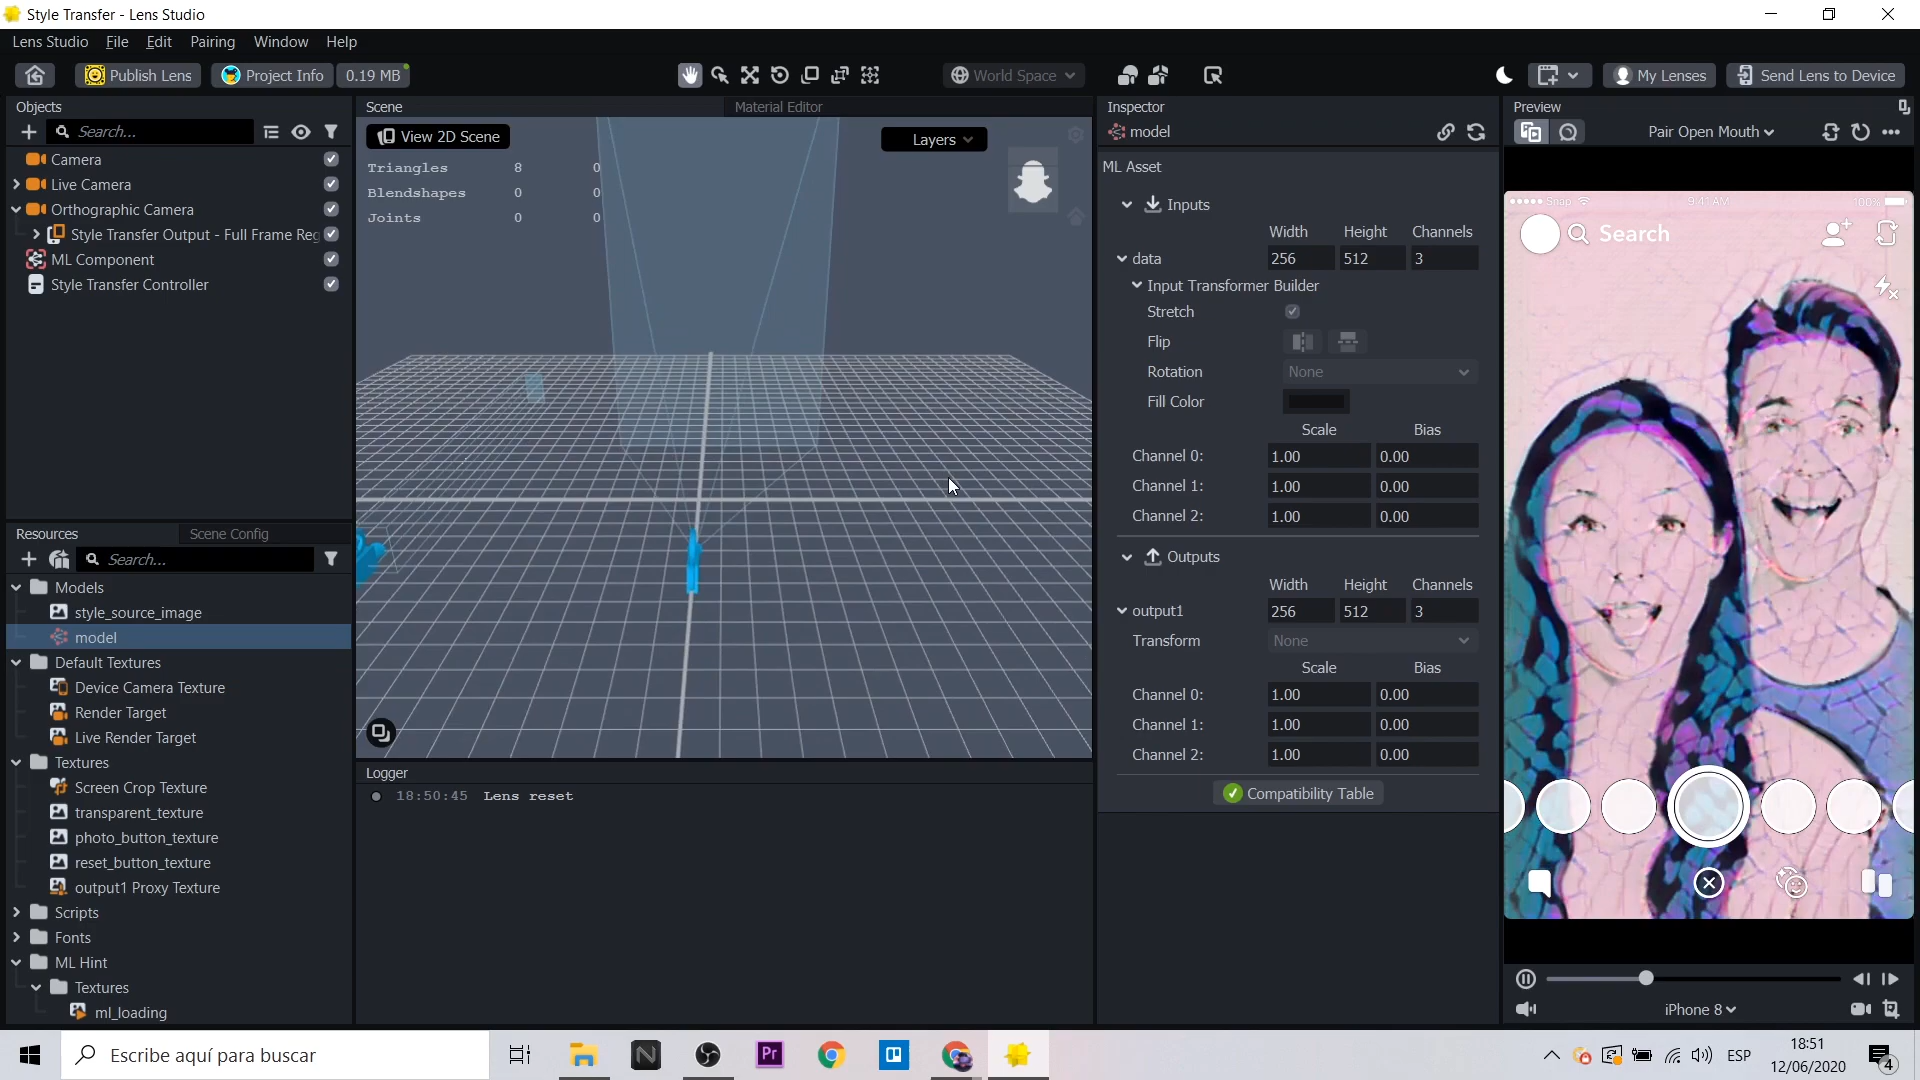 Style Transfer - Lens Studio
Lens Studio File Edit Pairing Window Help
Publish Lens Project Info 0.19 MB World Space My Lenses Send Lens to Device
Objects
Search...
Camera
Live Camera
Orthographic Camera
Style Transfer Output - Full Frame Reg
ML Component
Style Transfer Controller
Resources Scene Config
Search...
Models
style_source_image
model
Default Textures
Device Camera Texture
Render Target
Live Render Target
Textures
Screen Crop Texture
transparent_texture
photo_button_texture
reset_button_texture
output1 Proxy Texture
Scripts
Fonts
ML Hint
Textures
ml_loading
Scene Material Editor
View 2D Scene Layers
Triangles 8 0
Blendshapes 0 0
Joints 0 0
Logger
18:50:45 Lens reset
Inspector
model
ML Asset
Inputs
Width Height Channels
data 256 512 3
Input Transformer Builder
Stretch
Flip
Rotation None
Fill Color
Scale Bias
Channel 0: 1.00 0.00
Channel 1: 1.00 0.00
Channel 2: 1.00 0.00
Outputs
Width Height Channels
output1 256 512 3
Transform None
Scale Bias
Channel 0: 1.00 0.00
Channel 1: 1.00 0.00
Channel 2: 1.00 0.00
Compatibility Table
Preview
Pair Open Mouth
Snap 9:41 AM 100%
Search
iPhone 8
Escribe aquí para buscar
Pr
ESP
18:51
12/06/2020
4